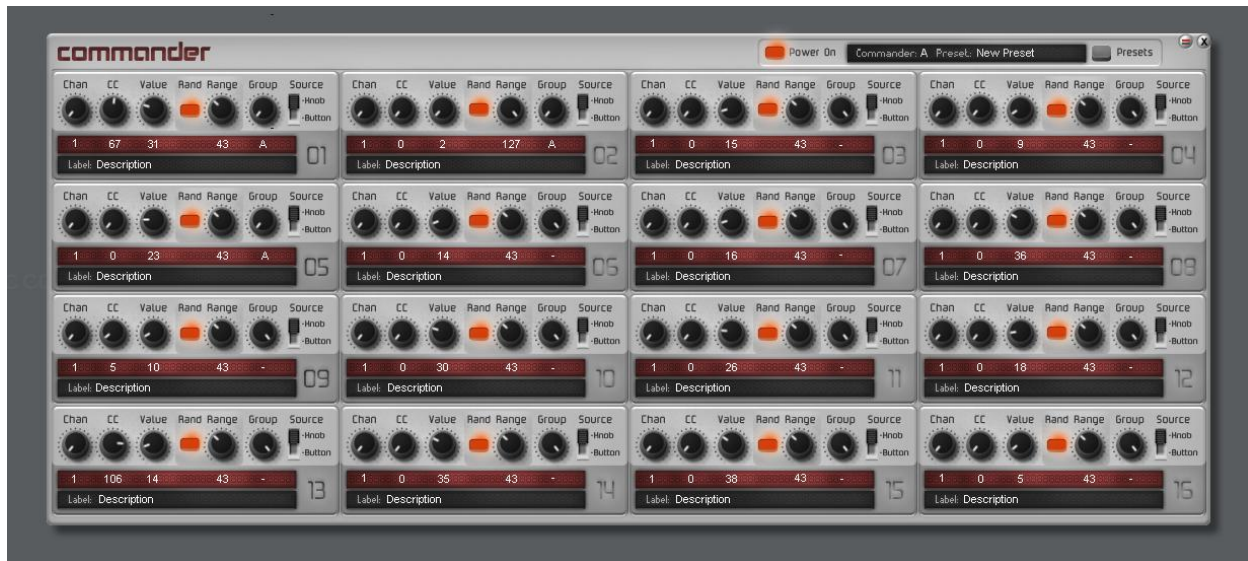 commander
Power On Commander: A Preset: New Preset Presets
Chan CC Value Rand Range Group Source Chan CC Value Rand Range Group Source Chan CC Value Rand Range Group Source Chan CC Value Rand Range Group Source
-Knob -Knob -Knob -Knob
-Button -Button -Button -Button
1 67 31 43 A 01 1 0 2 127 A 02 1 0 15 43 - 03 1 0 9 43 - 04
Label: Description Label: Description Label: Description Label: Description
Chan CC Value Rand Range Group Source Chan CC Value Rand Range Group Source Chan CC Value Rand Range Group Source Chan CC Value Rand Range Group Source
-Knob -Knob -Knob -Knob
-Button -Button -Button -Button
1 0 23 43 A 05 1 0 14 43 - 06 1 0 16 43 - 07 1 0 36 43 - 08
Label: Description Label: Description Label: Description Label: Description
Chan CC Value Rand Range Group Source Chan CC Value Rand Range Group Source Chan CC Value Rand Range Group Source Chan CC Value Rand Range Group Source
-Knob -Knob -Knob -Knob
-Button -Button -Button -Button
1 5 10 43 - 09 1 0 30 43 - 10 1 0 26 43 - 11 1 0 18 43 - 12
Label: Description Label: Description Label: Description Label: Description
Chan CC Value Rand Range Group Source Chan CC Value Rand Range Group Source Chan CC Value Rand Range Group Source Chan CC Value Rand Range Group Source
-Knob -Knob -Knob -Knob
-Button -Button -Button -Button
1 106 14 43 - 13 1 0 35 43 - 14 1 0 38 43 - 15 1 0 5 43 - 16
Label: Description Label: Description Label: Description Label: Description